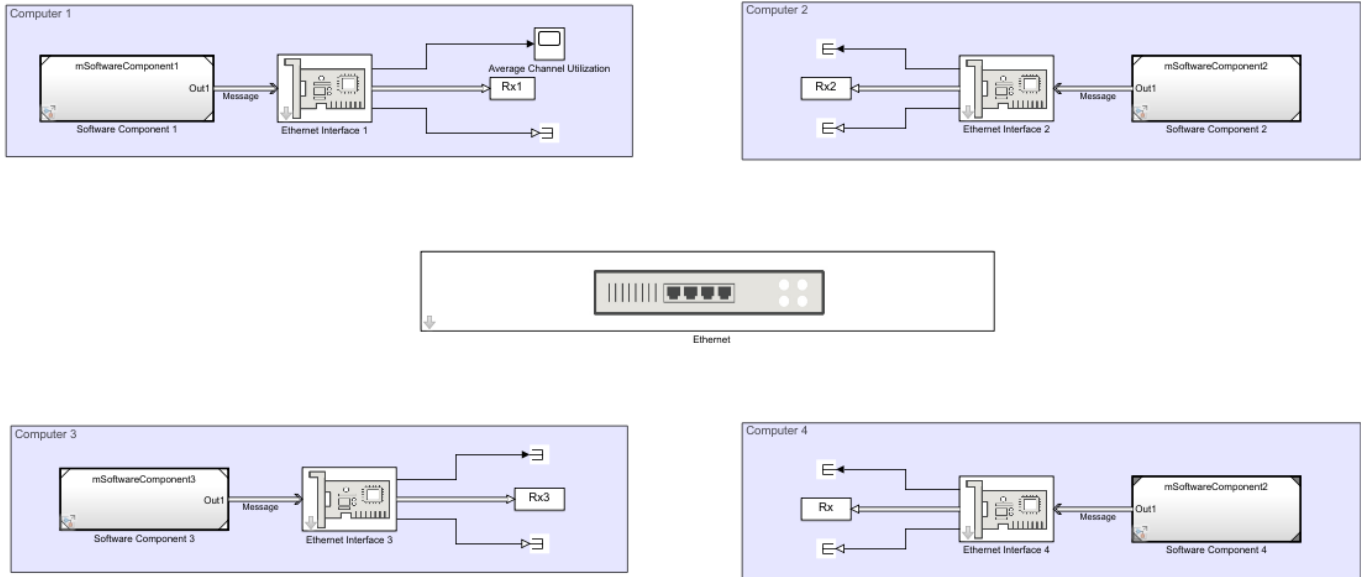 Computer 1
mSoftwareComponent1
Out1
Message
Software Component 1
Ethernet Interface 1
Average Channel Utilization
Rx1
Computer 2
Rx2
Ethernet Interface 2
Message
mSoftwareComponent2
Out1
Software Component 2
Ethernet
Computer 3
mSoftwareComponent3
Out1
Message
Software Component 3
Ethernet Interface 3
Rx3
Computer 4
Rx
Ethernet Interface 4
Message
mSoftwareComponent2
Out1
Software Component 4